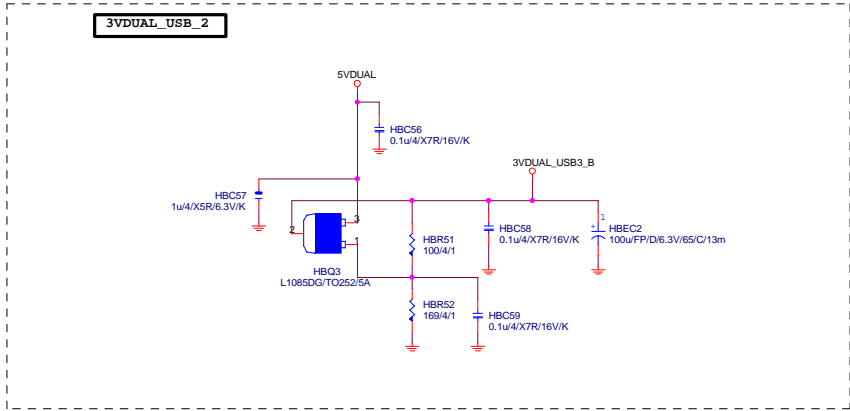 3VDUAL_USB_2
5VDUAL
HBC56
0.1u/4/X7R/16V/K
3VDUAL_USB3_B
HBC57
1u/4/X5R/6.3V/K
3
2
1
HBQ3
L1085DG/TO252/5A
HBR51
100/4/1
HBC58
0.1u/4/X7R/16V/K
1
+
HBEC2
100u/FP/D/6.3V/65/C/13m
HBR52
169/4/1
HBC59
0.1u/4/X7R/16V/K